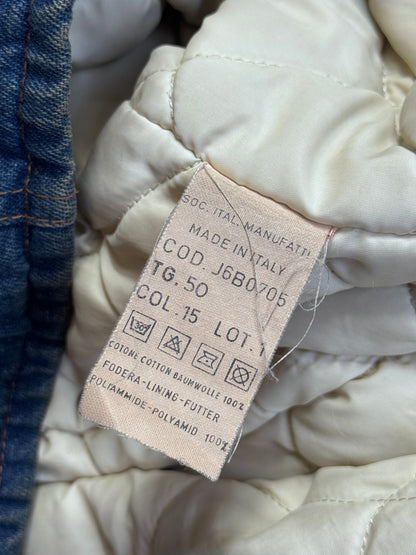 SOC. ITAL. MANUFATTI
MADE IN ITALY
COD. J6B0705
TG. 50
COL. 15 LOT. 1
30
COTONE COTTON BAUMWOLLE 100%
FODERA-LINING-FUTTER
POLIAMMIDE-POLYAMID 100%